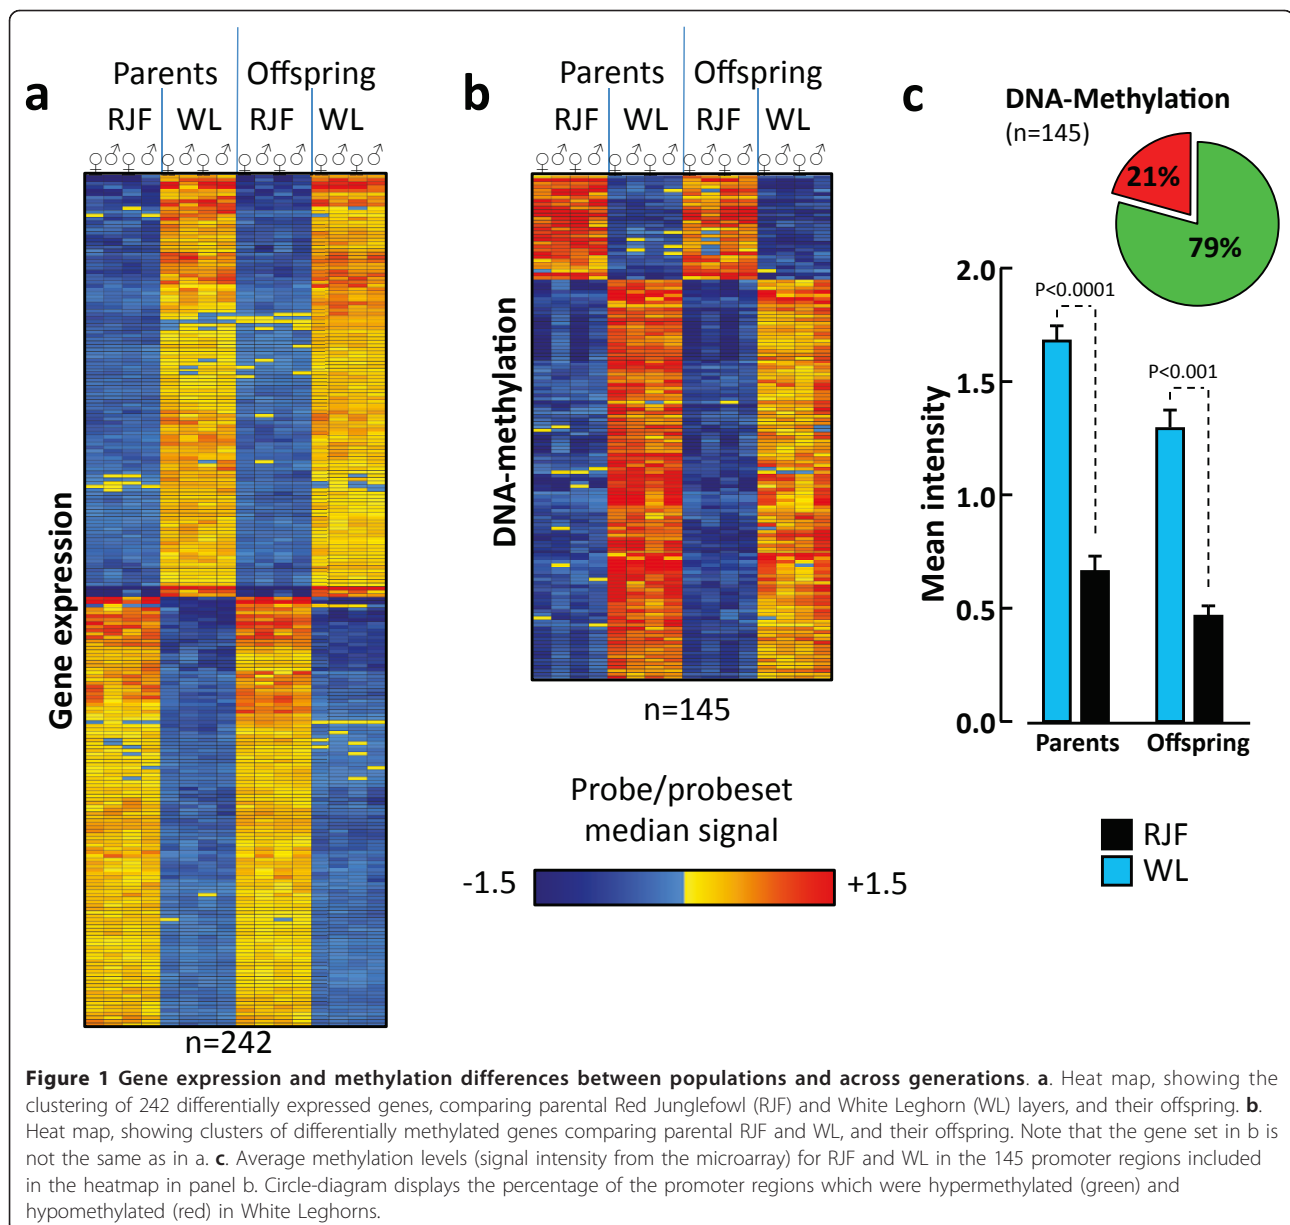 a
Parents Offspring
RJF WL RJF WL
♀ ♂ ♀ ♂ ♀ ♂ ♀ ♂ ♀ ♂ ♀ ♂ ♀ ♂ ♀ ♂
Gene expression
n=242
b
Parents Offspring
RJF WL RJF WL
♀ ♂ ♀ ♂ ♀ ♂ ♀ ♂ ♀ ♂ ♀ ♂ ♀ ♂ ♀ ♂
DNA-methylation
n=145
Probe/probeset
median signal
-1.5 +1.5
c
DNA-Methylation
(n=145)
21%
79%
Mean intensity
2.0
1.5
1.0
0.5
0.0
P<0.0001
P<0.001
Parents Offspring
RJF
WL
Figure 1 Gene expression and methylation differences between populations and across generations. a. Heat map, showing the
clustering of 242 differentially expressed genes, comparing parental Red Junglefowl (RJF) and White Leghorn (WL) layers, and their offspring. b.
Heat map, showing clusters of differentially methylated genes comparing parental RJF and WL, and their offspring. Note that the gene set in b is
not the same as in a. c. Average methylation levels (signal intensity from the microarray) for RJF and WL in the 145 promoter regions included
in the heatmap in panel b. Circle-diagram displays the percentage of the promoter regions which were hypermethylated (green) and
hypomethylated (red) in White Leghorns.